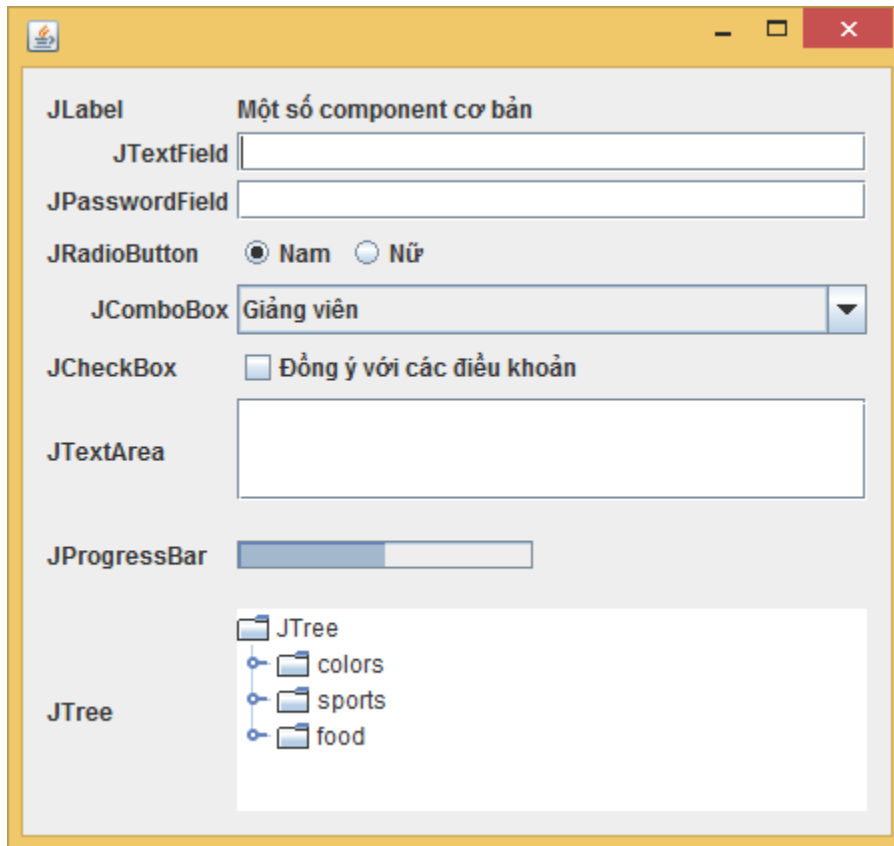 JLabel Một số component cơ bản
JTextField
JPasswordField
JRadioButton Nam Nữ
JComboBox Giảng viên
JCheckBox Đồng ý với các điều khoản
JTextArea
JProgressBar
JTree
colors
sports
JTree
food